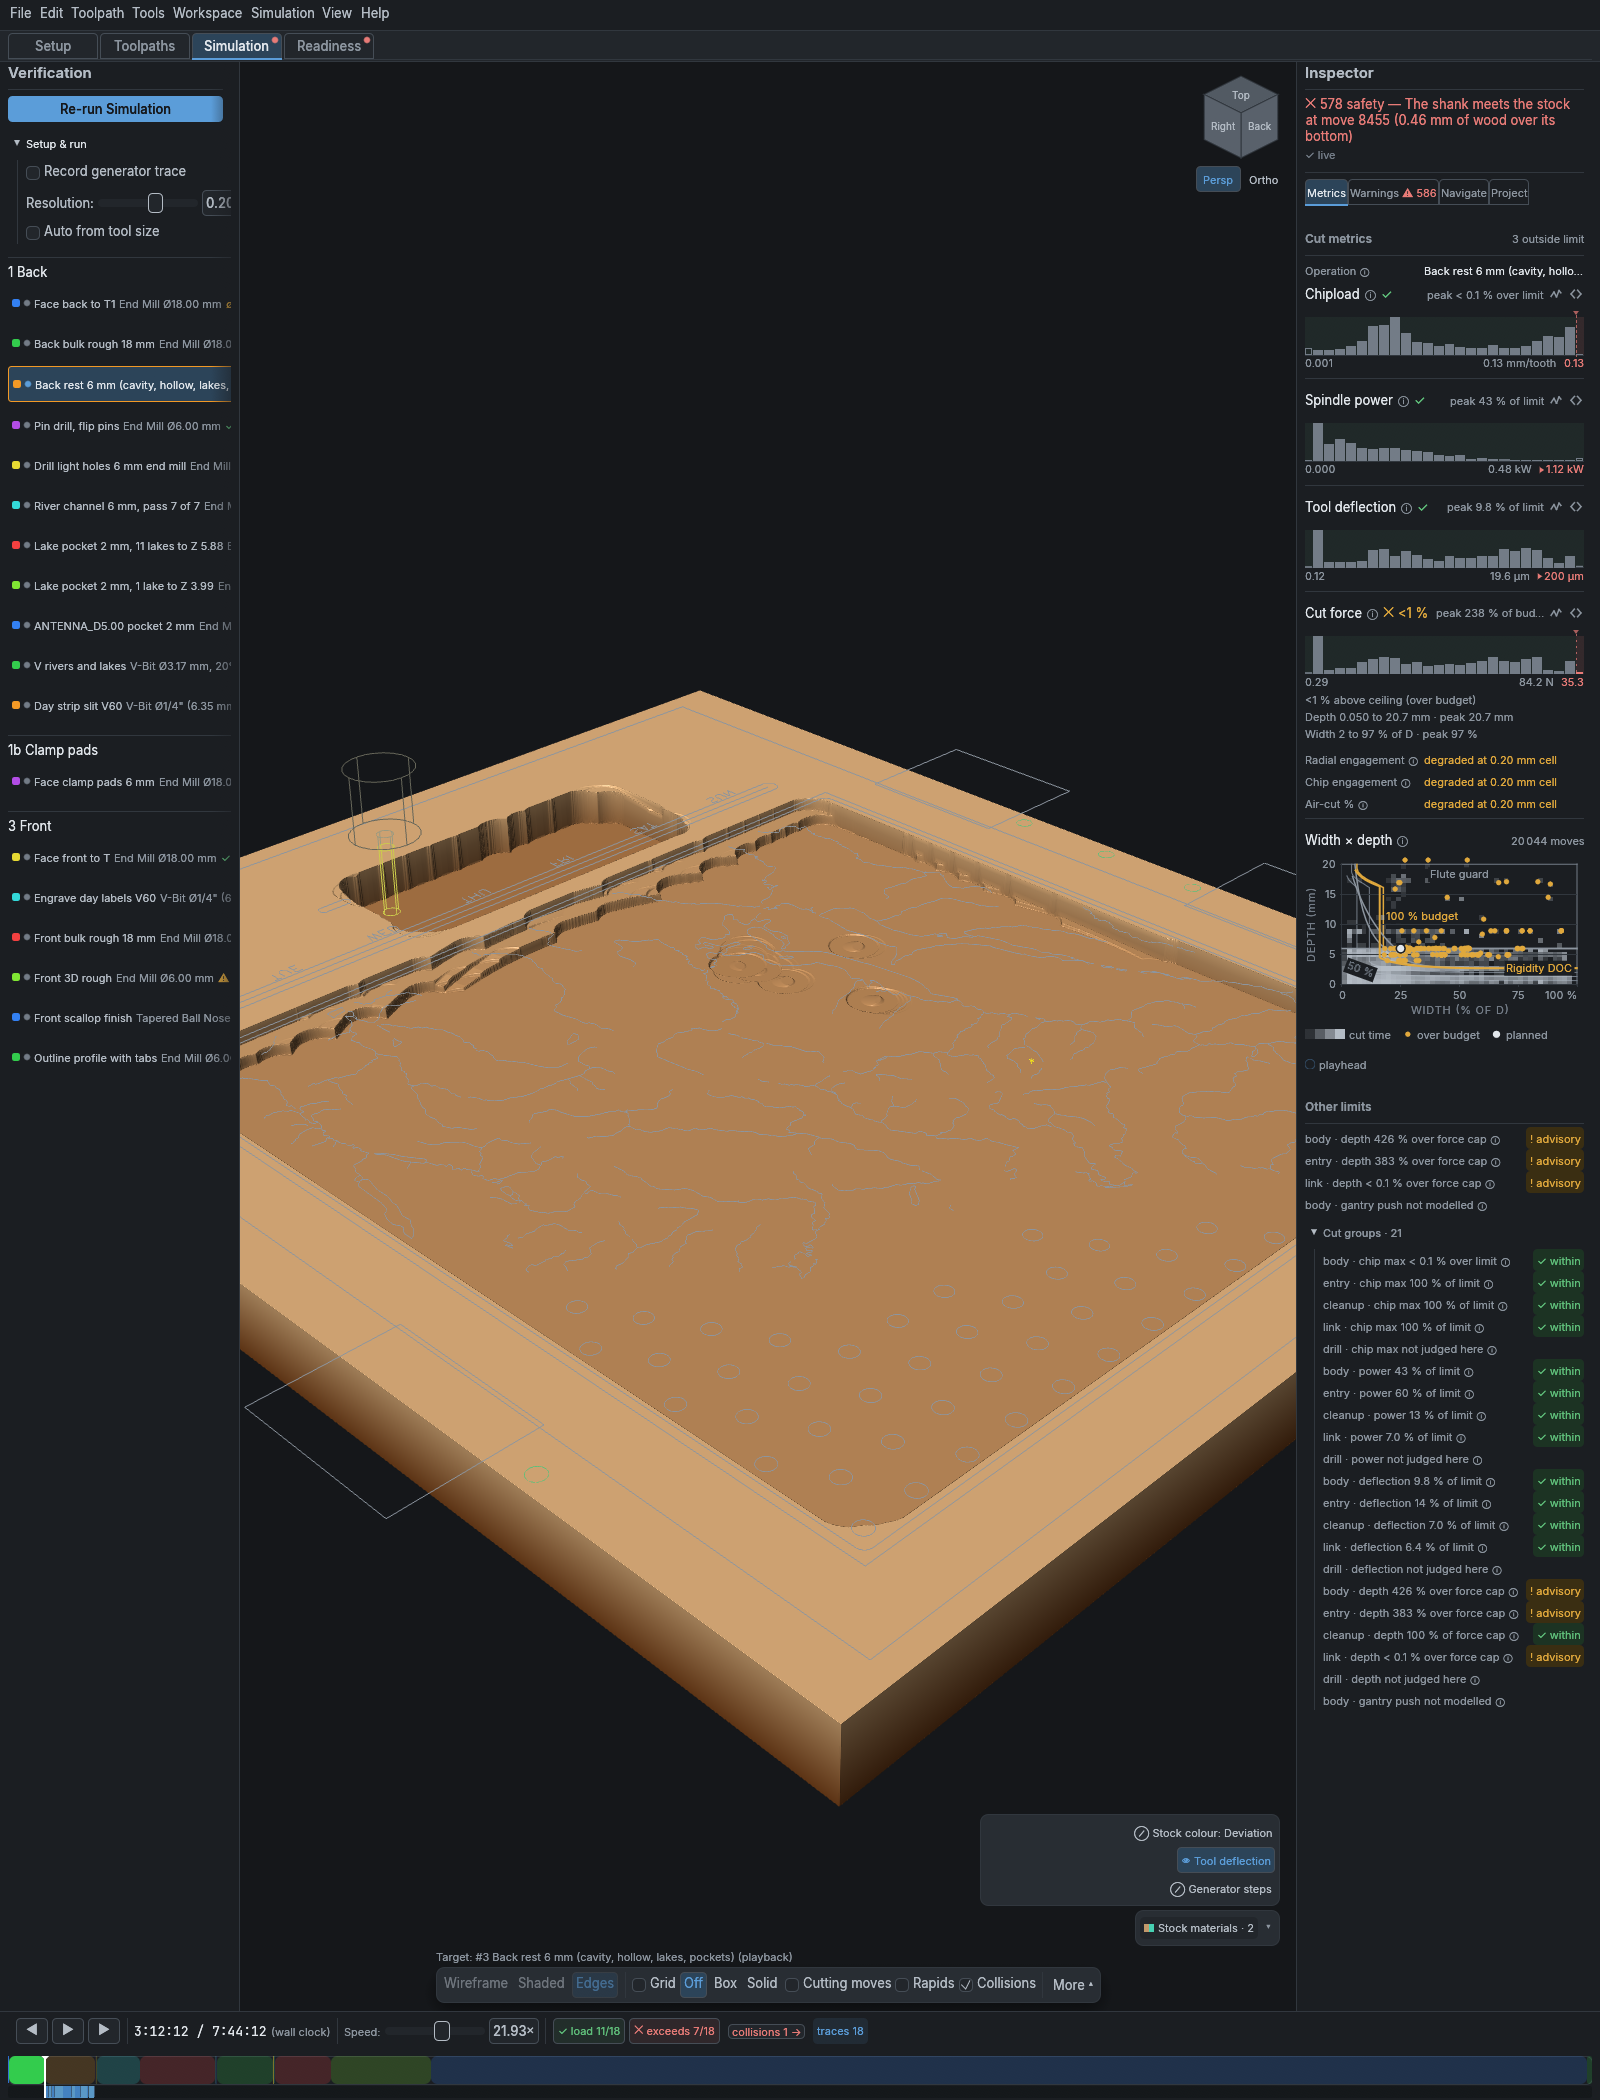 File Edit Toolpath Tools Workspace Simulation View Help
Setup Toolpaths Simulation Readiness
Verification
Re-run Simulation
Setup & run
Record generator trace
Resolution: 0.20
Auto from tool size
1 Back
Face back to T1 End Mill Ø18.00 mm
Back bulk rough 18 mm End Mill Ø18.0
Back rest 6 mm (cavity, hollow, lakes,
Pin drill, flip pins End Mill Ø6.00 mm
Drill light holes 6 mm end mill End Mill
River channel 6 mm, pass 7 of 7 End
Lake pocket 2 mm, 11 lakes to Z 5.88
Lake pocket 2 mm, 1 lake to Z 3.99 En
ANTENNA_D5.00 pocket 2 mm End M
V rivers and lakes V-Bit Ø3.17 mm, 20°
Day strip slit V60 V-Bit Ø1/4" (6.35 mm
1b Clamp pads
Face clamp pads 6 mm End Mill Ø18.0
3 Front
Face front to T End Mill Ø18.00 mm ✓
Engrave day labels V60 V-Bit Ø1/4" (6
Front bulk rough 18 mm End Mill Ø18.0
Front 3D rough End Mill Ø6.00 mm
Front scallop finish Tapered Ball Nose
Outline profile with tabs End Mill Ø6.0
Top
Right Back
Persp Ortho
Stock colour: Deviation
Tool deflection
Generator steps
Stock materials · 2
Target: #3 Back rest 6 mm (cavity, hollow, lakes, pockets) (playback)
Wireframe Shaded Edges Grid Off Box Solid Cutting moves Rapids Collisions More
Inspector
✕ 578 safety — The shank meets the stock
at move 8455 (0.46 mm of wood over its
bottom)
✓ live
Metrics Warnings 586 Navigate Project
Cut metrics 3 outside limit
Operation Back rest 6 mm (cavity, hollo...
Chipload ✓ peak < 0.1 % over limit
0.001 0.13 mm/tooth 0.13
Spindle power ✓ peak 43 % of limit
0.000 0.48 kW 1.12 kW
Tool deflection ✓ peak 9.8 % of limit
0.12 19.6 µm 200 µm
Cut force ✕ <1 % peak 238 % of bud...
0.29 84.2 N 35.3
<1 % above ceiling (over budget)
Depth 0.050 to 20.7 mm · peak 20.7 mm
Width 2 to 97 % of D · peak 97 %
Radial engagement degraded at 0.20 mm cell
Chip engagement degraded at 0.20 mm cell
Air-cut % degraded at 0.20 mm cell
Width × depth 20 044 moves
DEPTH (mm)
20
15
10
5
0
Flute guard
100 % budget
50 %
Rigidity DOC
0 25 50 75 100 %
WIDTH (% OF D)
cut time over budget planned
playhead
Other limits
body · depth 426 % over force cap ! advisory
entry · depth 383 % over force cap ! advisory
link · depth < 0.1 % over force cap ! advisory
body · gantry push not modelled
Cut groups · 21
body · chip max < 0.1 % over limit ✓ within
entry · chip max 100 % of limit ✓ within
cleanup · chip max 100 % of limit ✓ within
link · chip max 100 % of limit ✓ within
drill · chip max not judged here
body · power 43 % of limit ✓ within
entry · power 60 % of limit ✓ within
cleanup · power 13 % of limit ✓ within
link · power 7.0 % of limit ✓ within
drill · power not judged here
body · deflection 9.8 % of limit ✓ within
entry · deflection 14 % of limit ✓ within
cleanup · deflection 7.0 % of limit ✓ within
link · deflection 6.4 % of limit ✓ within
drill · deflection not judged here
body · depth 426 % over force cap ! advisory
entry · depth 383 % over force cap ! advisory
cleanup · depth 100 % of force cap ✓ within
link · depth < 0.1 % over force cap ! advisory
drill · depth not judged here
body · gantry push not modelled
3:12:12 / 7:44:12 (wall clock) Speed: 21.93× ✓ load 11/18 ✕ exceeds 7/18 collisions 1 → traces 18